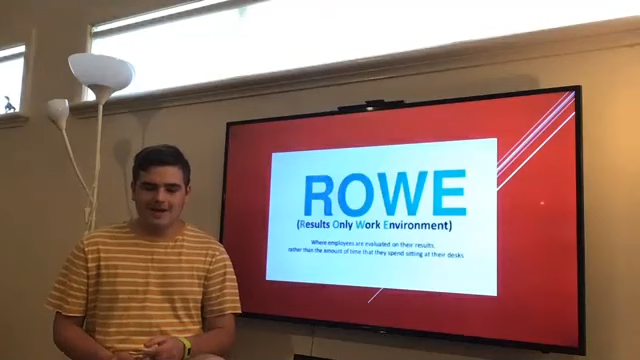 ROWE
(Results Only Work Environment)
Where employees are evaluated on their results,
rather than the amount of time that they spend sitting at their desks